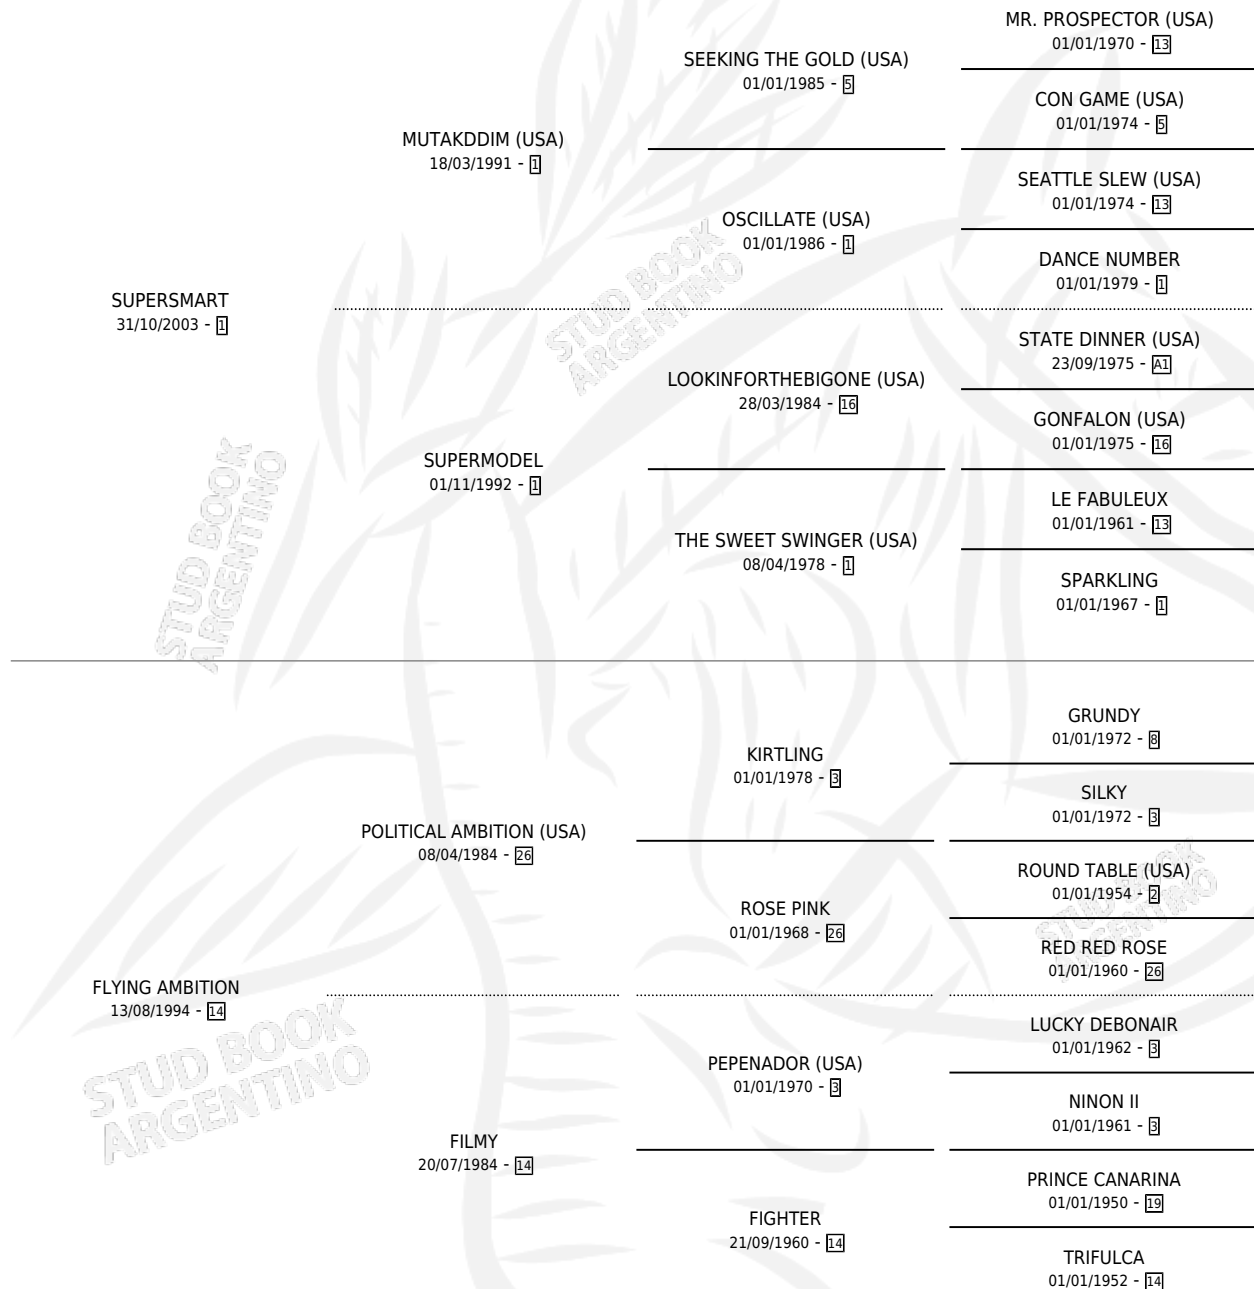 MR. PROSPECTOR (USA)
01/01/1970 - 13
SEEKING THE GOLD (USA)
01/01/1985 - 5
CON GAME (USA)
01/01/1974 - 5
MUTAKDDIM (USA)
18/03/1991 - 1
SEATTLE SLEW (USA)
01/01/1974 - 13
OSCILLATE (USA)
01/01/1986 - 1
DANCE NUMBER
01/01/1979 - 1
SUPERSMART
31/10/2003 - 1
STATE DINNER (USA)
23/09/1975 - A1
LOOKINFORTHEBIGONE (USA)
28/03/1984 - 16
GONFALON (USA)
01/01/1975 - 16
SUPERMODEL
01/11/1992 - 1
LE FABULEUX
01/01/1961 - 13
THE SWEET SWINGER (USA)
08/04/1978 - 1
SPARKLING
01/01/1967 - 1
GRUNDY
01/01/1972 - 8
KIRTLING
01/01/1978 - 3
SILKY
01/01/1972 - 3
POLITICAL AMBITION (USA)
08/04/1984 - 26
ROUND TABLE (USA)
01/01/1954 - 2
ROSE PINK
01/01/1968 - 26
RED RED ROSE
01/01/1960 - 26
FLYING AMBITION
13/08/1994 - 14
LUCKY DEBONAIR
01/01/1962 - 3
PEPENADOR (USA)
01/01/1970 - 3
NINON II
01/01/1961 - 3
FILMY
20/07/1984 - 14
PRINCE CANARINA
01/01/1950 - 19
FIGHTER
21/09/1960 - 14
TRIFULCA
01/01/1952 - 14
STUD BOOK
ARGENTINO
STUD BOOK
ARGENTINO
STUD BOOK
ARGENTINO
STUD BOOK
ARGENTINO